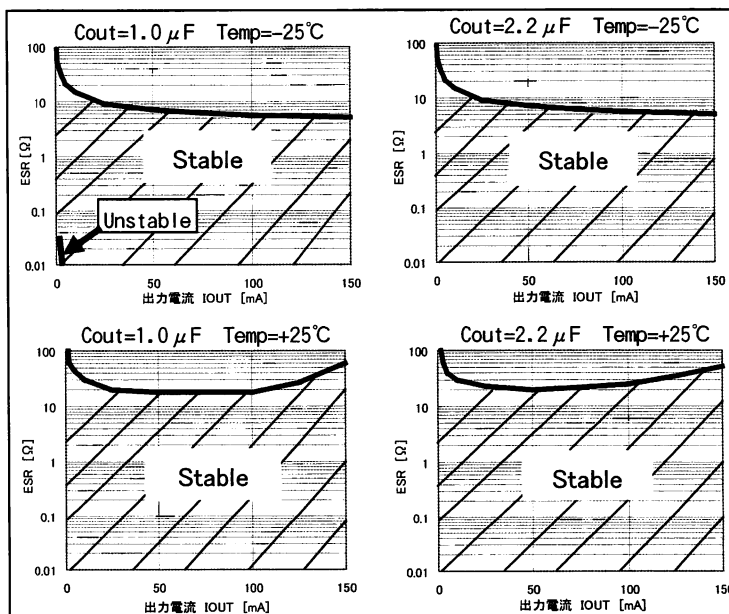 Cout=1.0μF Temp=-25℃
100
10
1
0.1
0.01
ESR [Ω]
Stable
Unstable
0
50
100
150
出力電流 IOUT [mA]
Cout=2.2μF Temp=-25℃
100
10
1
0.1
0.01
ESR [Ω]
Stable
0
50
100
150
出力電流 IOUT [mA]
Cout=1.0μF Temp=+25℃
100
10
1
0.1
0.01
ESR [Ω]
Stable
0
50
100
150
出力電流 IOUT [mA]
Cout=2.2μF Temp=+25℃
100
10
1
0.1
0.01
ESR [Ω]
Stable
0
50
100
150
出力電流 IOUT [mA]